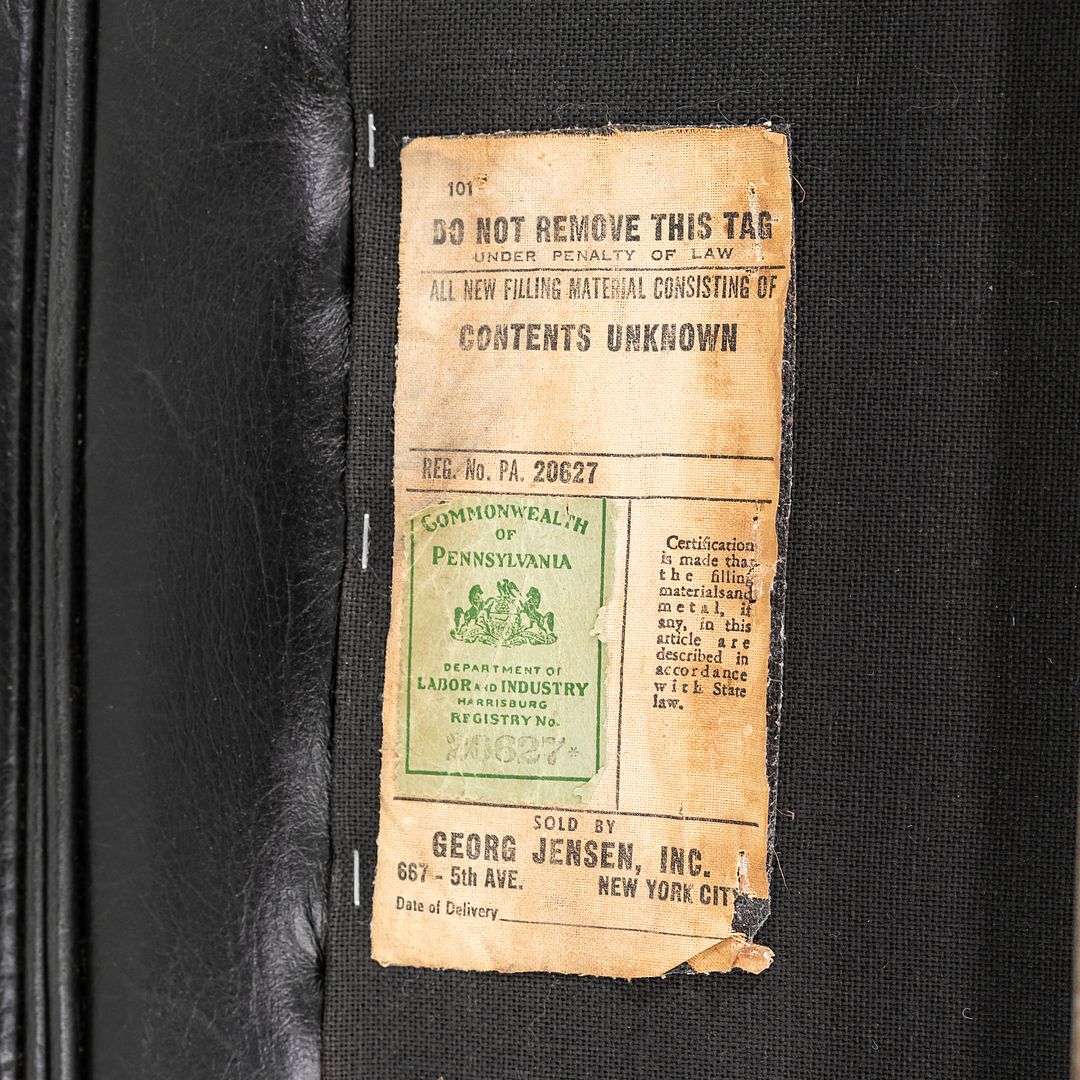 101
DO NOT REMOVE THIS TAG
UNDER PENALTY OF LAW
ALL NEW FILLING MATERIAL CONSISTING OF
CONTENTS UNKNOWN
REG. No. PA. 20627
COMMONWEALTH
OF
PENNSYLVANIA
DEPARTMENT OF
LABOR AND INDUSTRY
HARRISBURG
REGISTRY No.
20627*
Certification
is made that
the filling
materials and
metal, if
any, in this
article are
described in
accordance
with State
law.
SOLD BY
GEORG JENSEN, INC.
667 - 5th AVE. NEW YORK CITY
Date of Delivery